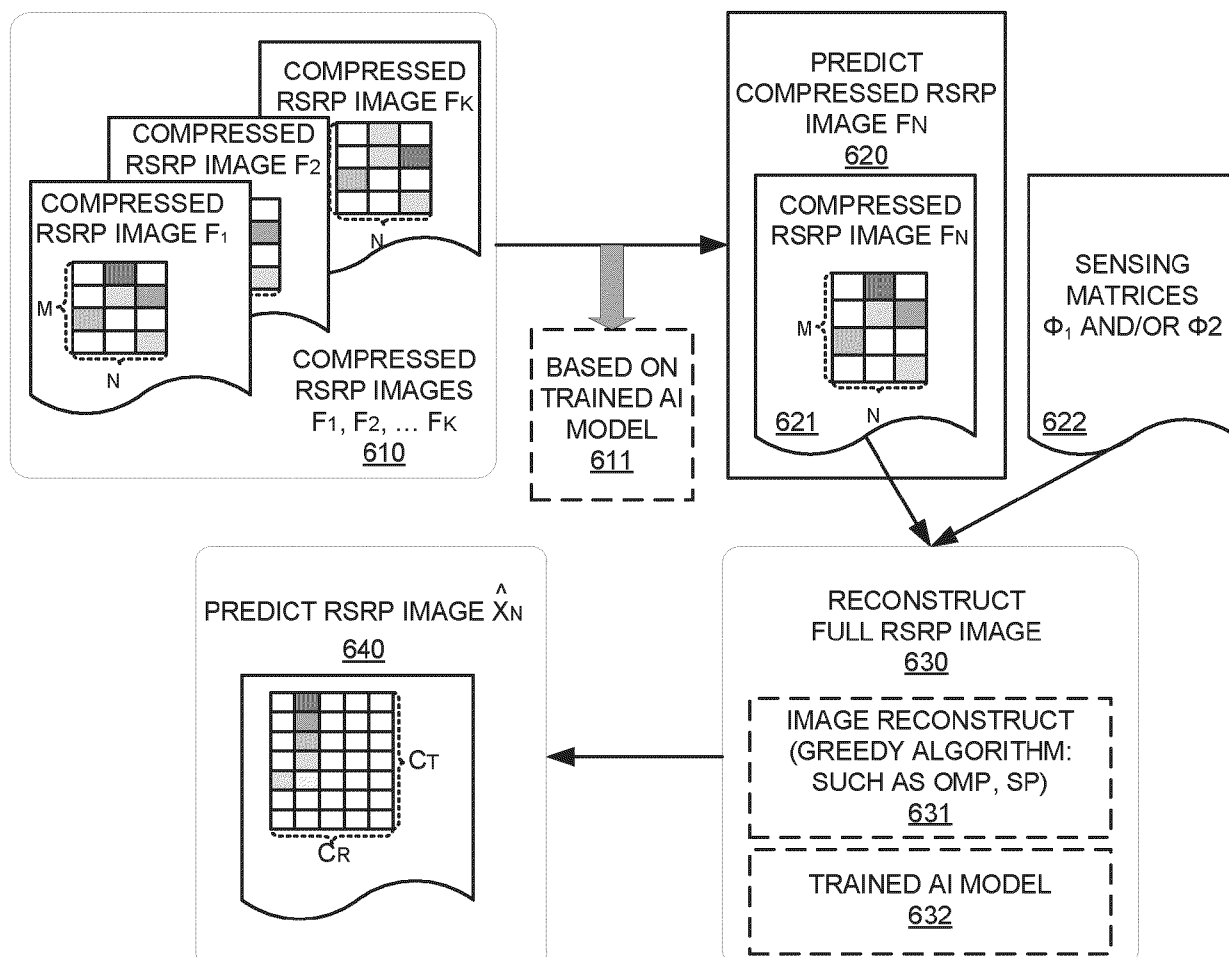 COMPRESSED
RSRP IMAGE FK
N
COMPRESSED
RSRP IMAGE F2
COMPRESSED
RSRP IMAGE F1
M
N
COMPRESSED
RSRP IMAGES
F1, F2, ... FK
610
BASED ON
TRAINED AI
MODEL
611
PREDICT
COMPRESSED RSRP
IMAGE FN
620
COMPRESSED
RSRP IMAGE FN
M
N
621
SENSING
MATRICES
Φ1 AND/OR Φ2
622
PREDICT RSRP IMAGE X̂N
640
CT
CR
RECONSTRUCT
FULL RSRP IMAGE
630
IMAGE RECONSTRUCT
(GREEDY ALGORITHM:
SUCH AS OMP, SP)
631
TRAINED AI MODEL
632